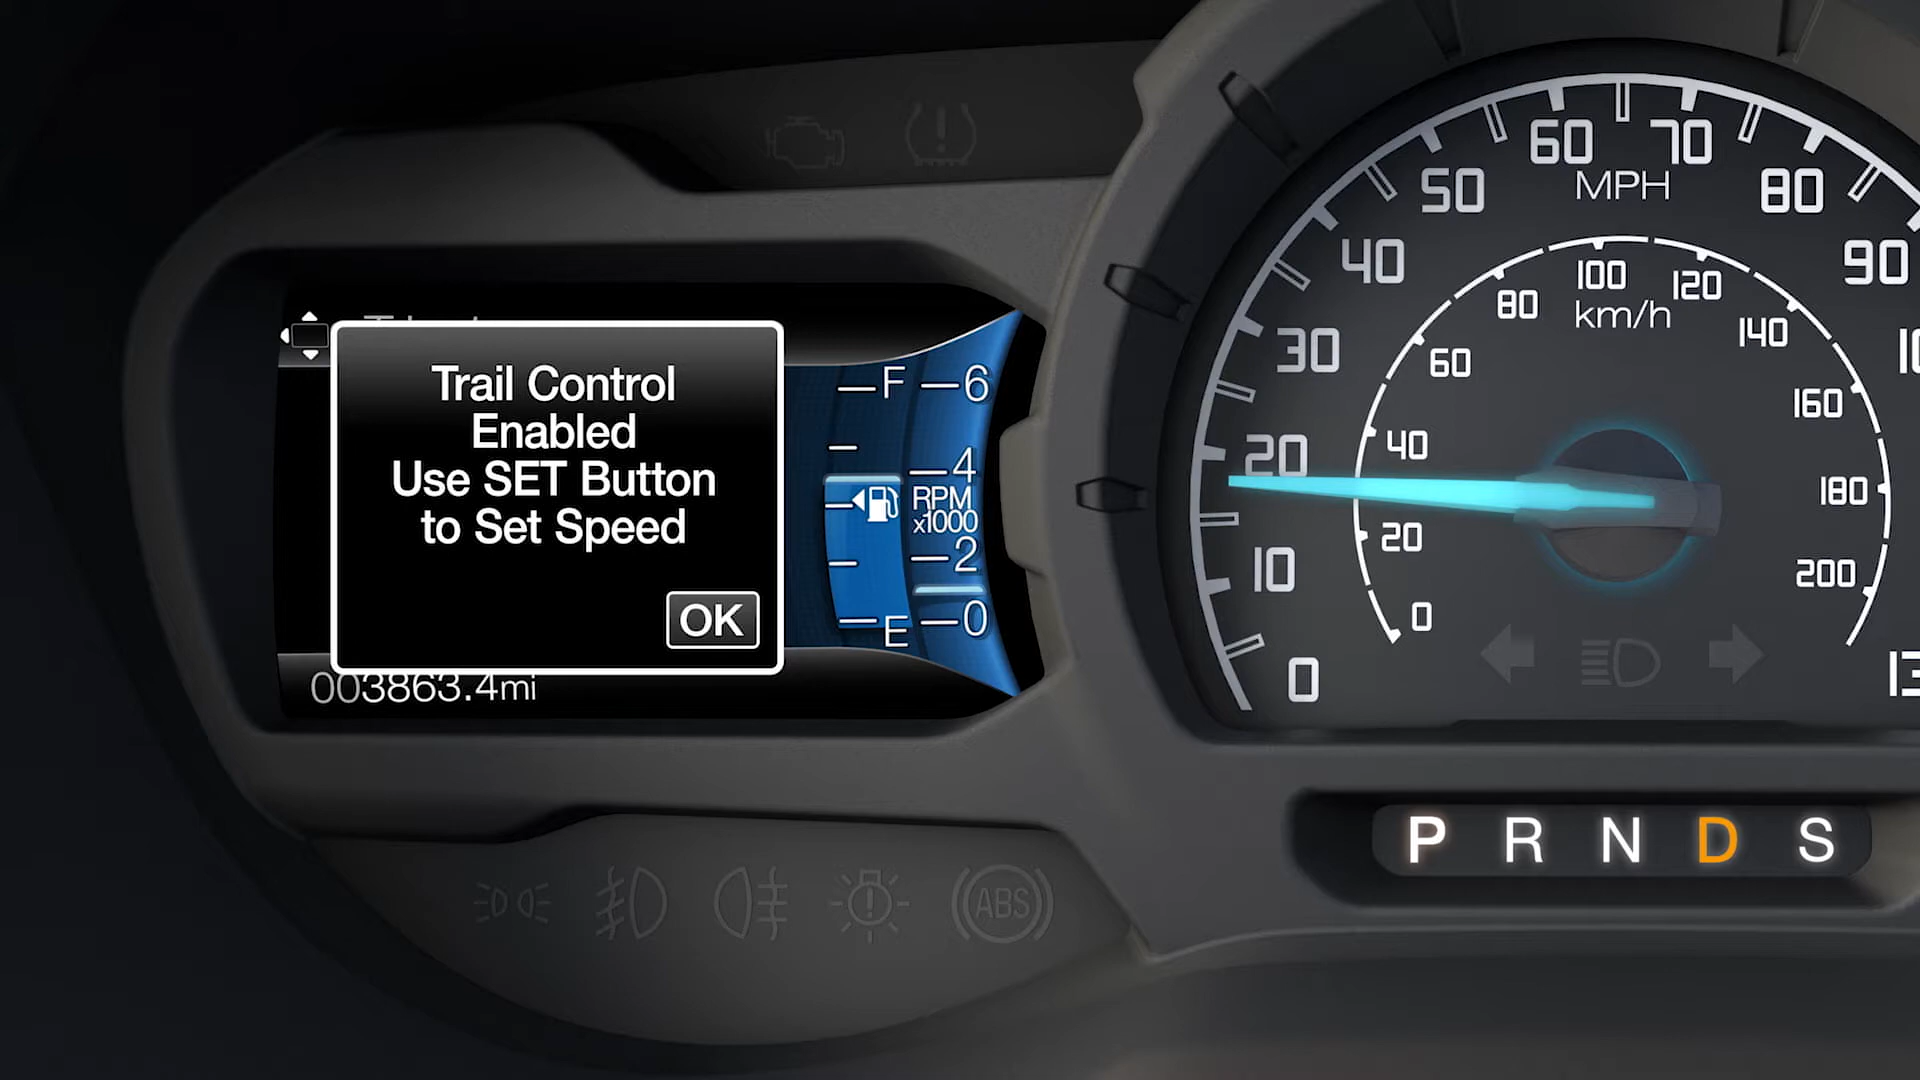 Trail Control
Enabled
Use SET Button
to Set Speed
OK
003863.4mi
F
E
6
4
RPM
x1000
2
0
0
10
20
30
40
50
60
70
80
90
MPH
0
20
40
60
80
100
120
140
160
180
200
km/h
P R N D S
ABS